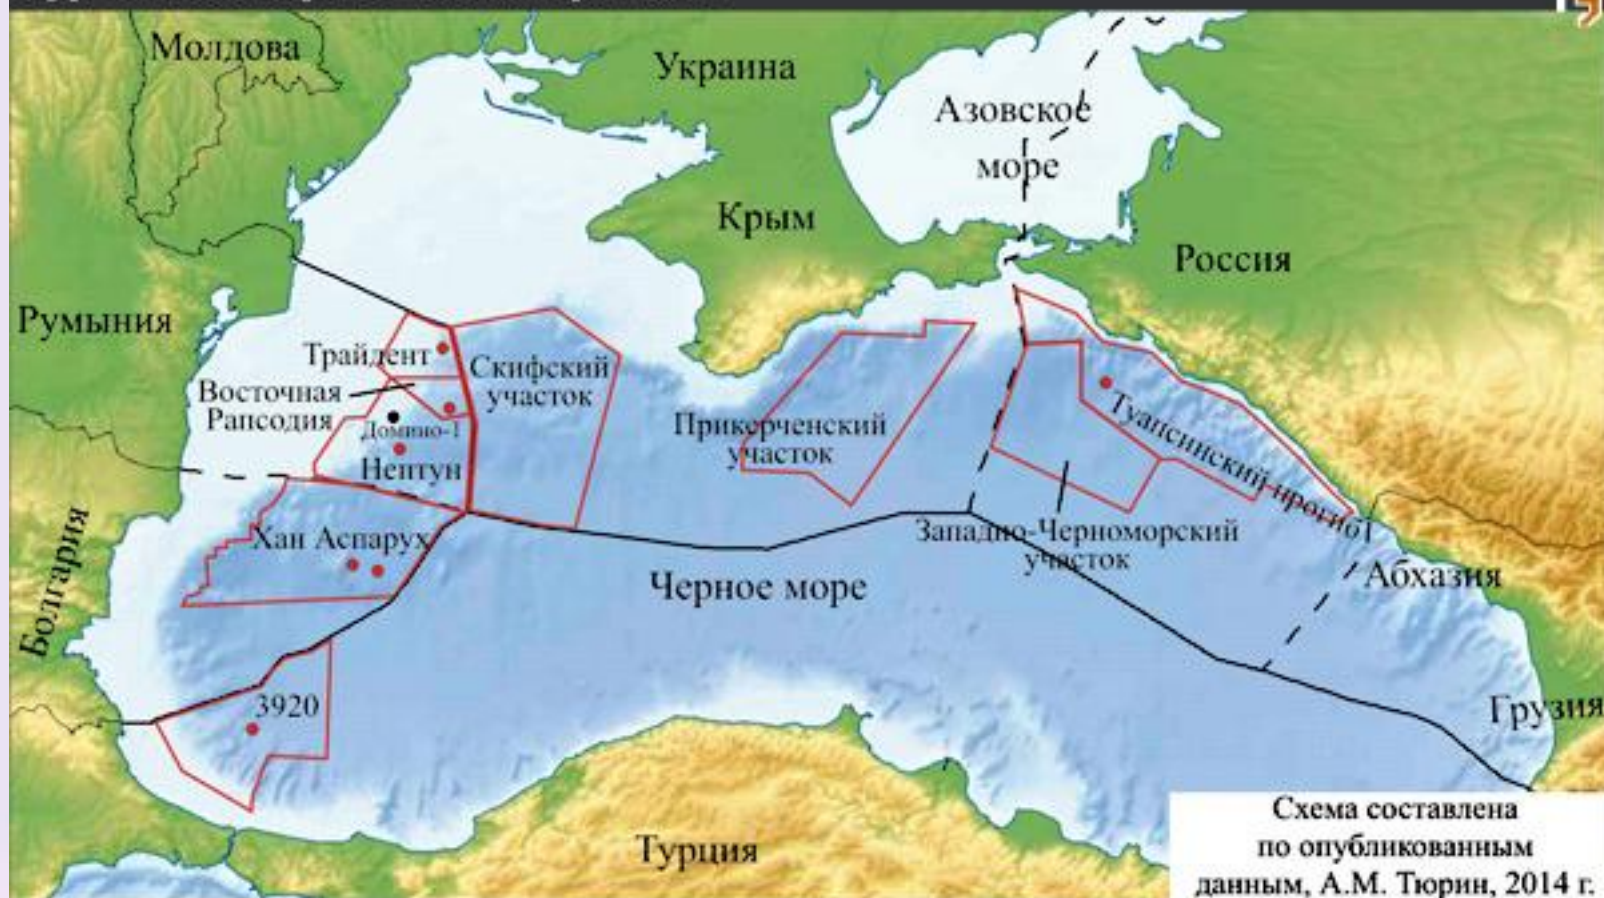 Молдова
Украина
Азовское
море
Крым
Россия
Румыния
Трайдент
Скифский
участок
Восточная
Рапсодия
Домино-1
Нептун
Прикерченский
участок
Туапсинский прогиб1
Хан Аспарух
Западно-Черноморский
участок
Болгария
Черное море
Абхазия
3920
Грузия
Турция
Схема составлена
по опубликованным
данным, А.М. Тюрин, 2014 г.